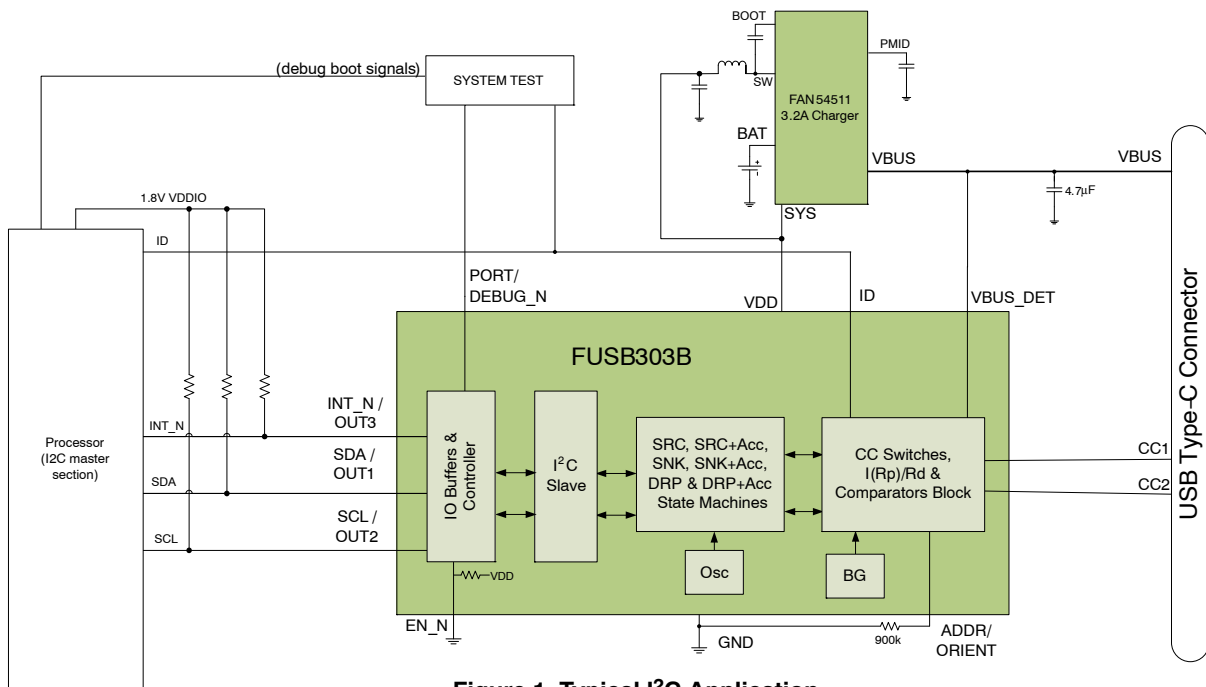 BOOT
PMID
(debug boot signals)
SYSTEM TEST
SW
FAN54511
3.2A Charger
BAT
VBUS
VBUS
4.7µF
SYS
1.8V VDDIO
ID
PORT/
DEBUG_N
VDD
ID
VBUS_DET
FUSB303B
USB Type-C Connector
Processor
(I2C master
section)
INT_N
INT_N /
OUT3
SDA
SDA /
OUT1
SCL
SCL /
OUT2
IO Buffers &
Controller
I²C
Slave
SRC, SRC+Acc,
SNK, SNK+Acc,
DRP & DRP+Acc
State Machines
CC Switches,
I(Rp)/Rd &
Comparators Block
CC1
CC2
VDD
Osc
BG
EN_N
GND
900k
ADDR/
ORIENT
Figure 1. Typical I²C Application